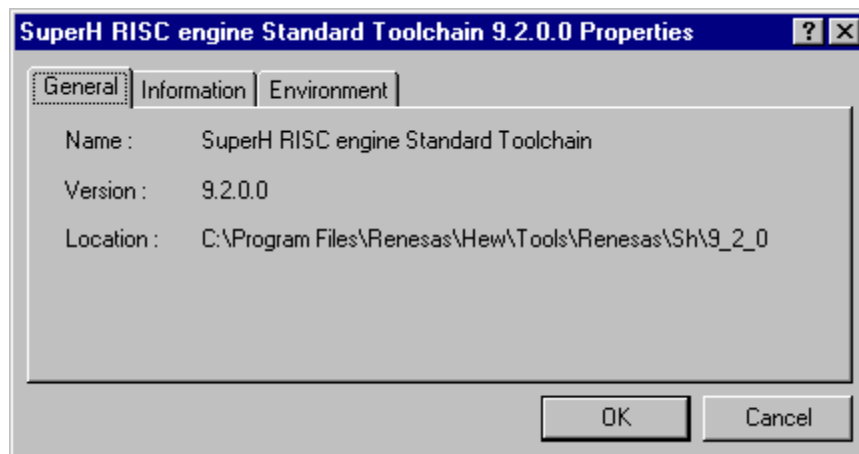 SuperH RISC engine Standard Toolchain 9.2.0.0 Properties ? X
General Information Environment
Name : SuperH RISC engine Standard Toolchain
Version : 9.2.0.0
Location : C:\Program Files\Renesas\Hew\Tools\Renesas\Sh\9_2_0
OK Cancel